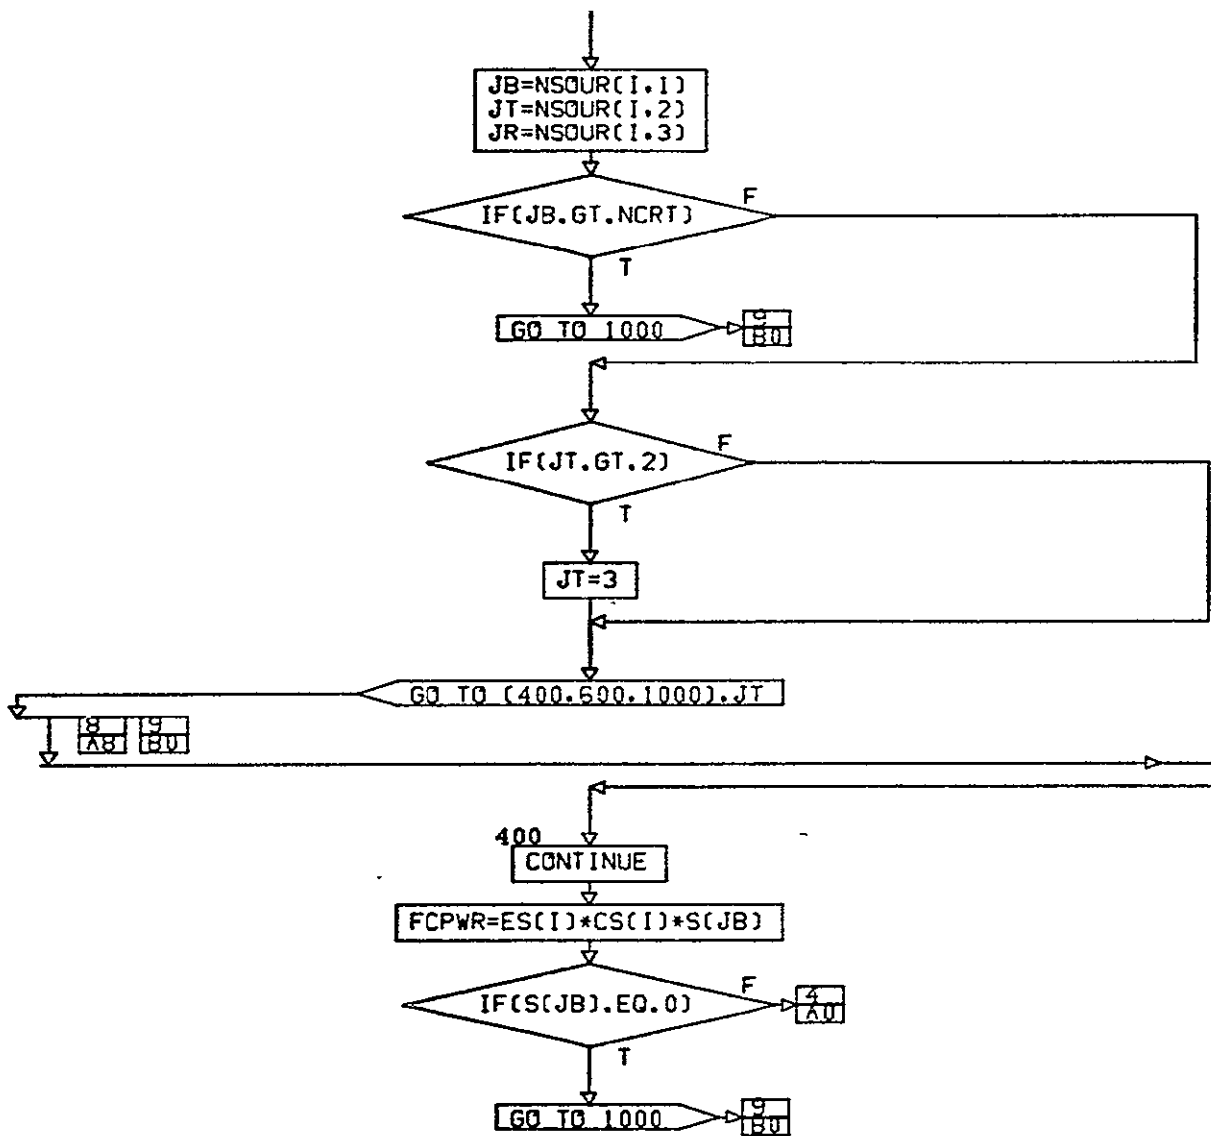 JB=NSOUR(I.1)
JT=NSOUR(I.2)
JR=NSOUR(I.3)
IF(JB.GT.NCRT)
F
T
GO TO 1000
9
B0
IF(JT.GT.2)
F
T
JT=3
GO TO (400.600.1000).JT
8
A8
9
B0
400
CONTINUE
FCPWR=ES(I)*CS(I)*S(JB)
IF(S(JB).EQ.0)
F
4
A0
T
GO TO 1000
9
B0